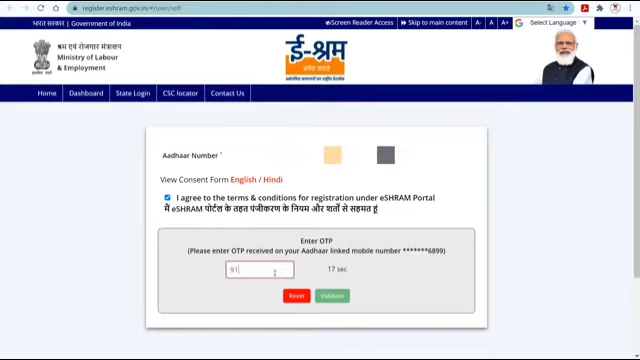 register.eshram.gov.in/#/user/self
भारत सरकार | Government of India
Screen Reader Access
Skip to main content
A-
A
A+
G Select Language
श्रम एवं रोजगार मंत्रालय
Ministry of Labour
& Employment
ई-श्रम
Home
Dashboard
State Login
CSC locator
Contact Us
Aadhaar Number *
View Consent Form English / Hindi
I agree to the terms & conditions for registration under eSHRAM Portal
में eSHRAM पोर्टल के तहत पंजीकरण के नियम और शर्तों से सहमत हूं
Enter OTP
(Please enter OTP received on your Aadhaar linked mobile number *******6899)
91
17 sec
Reset
Validate